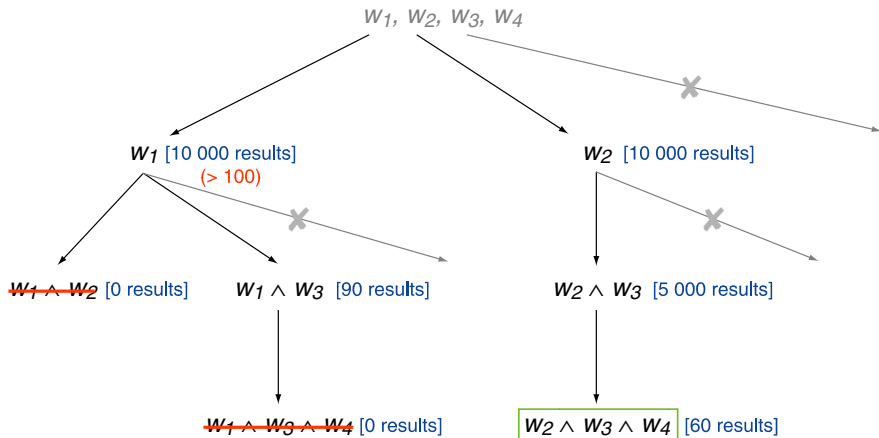 w1, w2, w3, w4
w1 [10 000 results]
(> 100)
w2 [10 000 results]
w1 ∧ w2 [0 results]
w1 ∧ w3 [90 results]
w2 ∧ w3 [5 000 results]
w1 ∧ w3 ∧ w4 [0 results]
w2 ∧ w3 ∧ w4 [60 results]